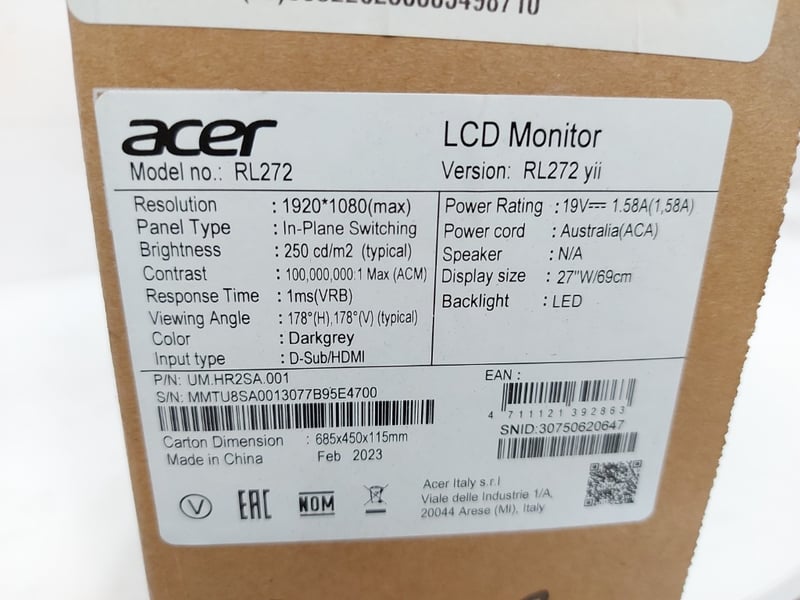 acer
LCD Monitor
Model no.: RL272
Version: RL272 yii
Resolution : 1920*1080(max)
Panel Type : In-Plane Switching
Brightness : 250 cd/m2 (typical)
Contrast : 100,000,000:1 Max (ACM)
Response Time : 1ms(VRB)
Viewing Angle : 178°(H),178°(V) (typical)
Color : Darkgrey
Input type : D-Sub/HDMI
Power Rating : 19V⎓ 1.58A(1,58A)
Power cord : Australia(ACA)
Speaker : N/A
Display size : 27"W/69cm
Backlight : LED
P/N: UM.HR2SA.001
S/N: MMTU8SA0013077B95E4700
Carton Dimension : 685x450x115mm
Made in China Feb 2023
EAN :
4 711121 392863
SNID:30750620647
V EAC NOM
Acer Italy s.r.l
Viale delle Industrie 1/A,
20044 Arese (MI), Italy